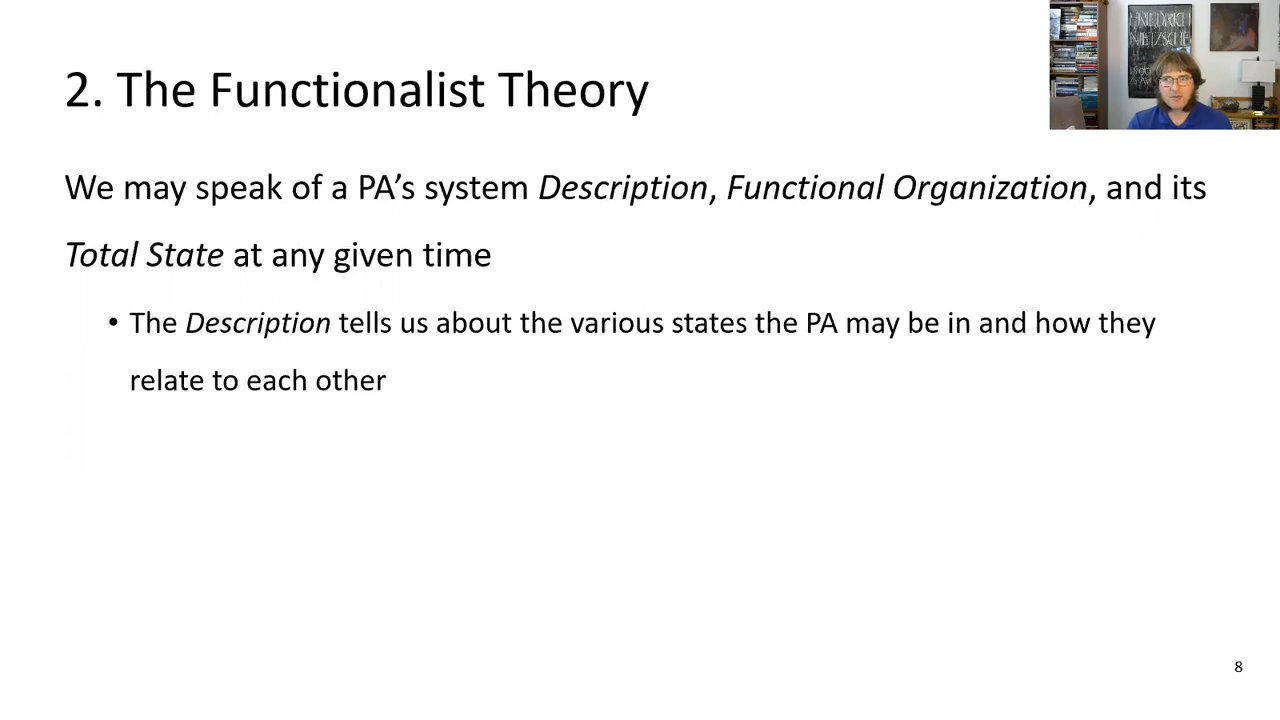 2. The Functionalist Theory
We may speak of a PA’s system Description, Functional Organization, and its
Total State at any given time
• The Description tells us about the various states the PA may be in and how they
relate to each other
NIETZSCHE
8